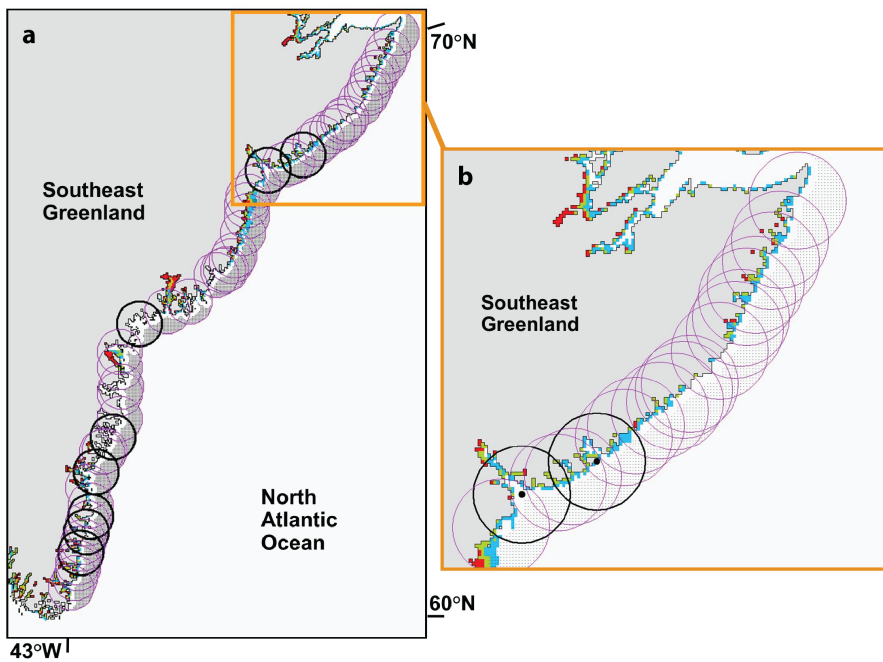 a
70°N
Southeast
Greenland
b
Southeast
Greenland
North
Atlantic
Ocean
60°N
43°W